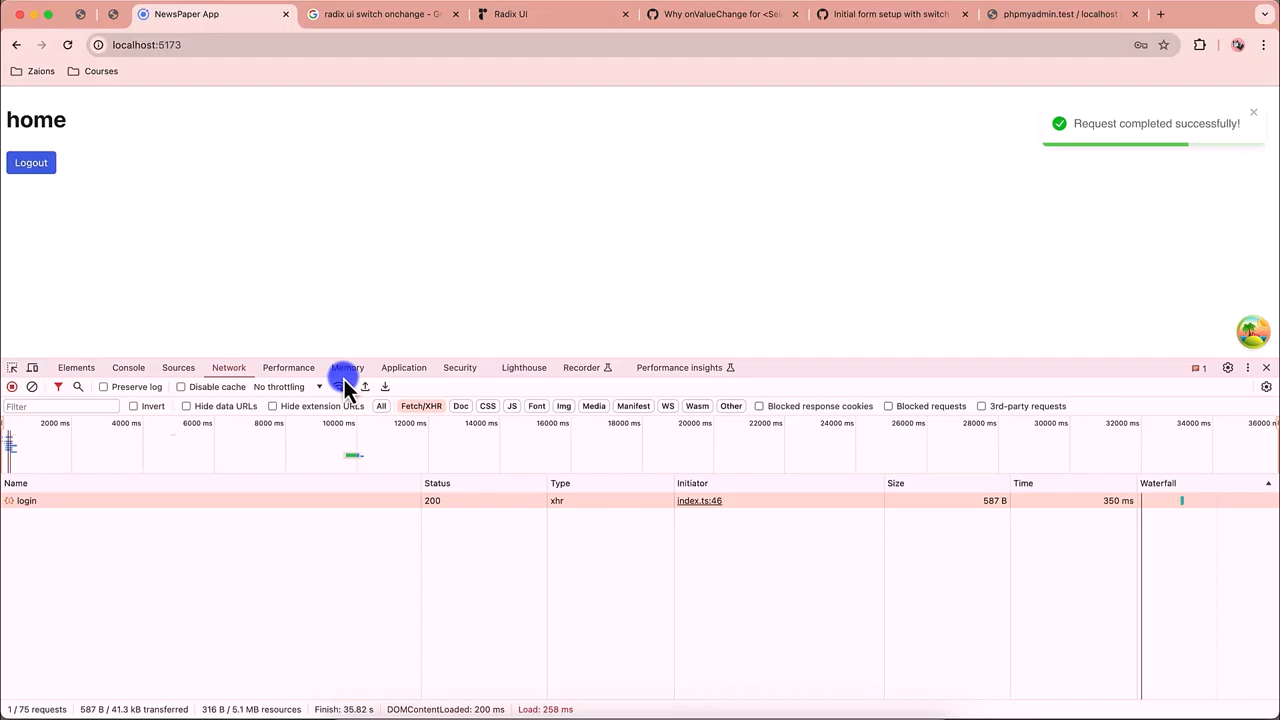 NewsPaper App
radix ui switch onchange - G
Radix UI
Why onValueChange for <Sel
Initial form setup with switch
phpmyadmin.test / localhost
localhost:5173
Zaions
Courses
home
Request completed successfully!
Logout
Elements
Console
Sources
Network
Performance
Memory
Application
Security
Lighthouse
Recorder
Performance insights
1
Preserve log
Disable cache
No throttling
Filter
Invert
Hide data URLs
Hide extension URLs
All
Fetch/XHR
Doc
CSS
JS
Font
Img
Media
Manifest
WS
Wasm
Other
Blocked response cookies
Blocked requests
3rd-party requests
2000 ms
4000 ms
6000 ms
8000 ms
10000 ms
12000 ms
14000 ms
16000 ms
18000 ms
20000 ms
22000 ms
24000 ms
26000 ms
28000 ms
30000 ms
32000 ms
34000 ms
36000 m
Name
Status
Type
Initiator
Size
Time
Waterfall
login
200
xhr
index.ts:46
587 B
350 ms
1 / 75 requests
587 B / 41.3 kB transferred
316 B / 5.1 MB resources
Finish: 35.82 s
DOMContentLoaded: 200 ms
Load: 258 ms